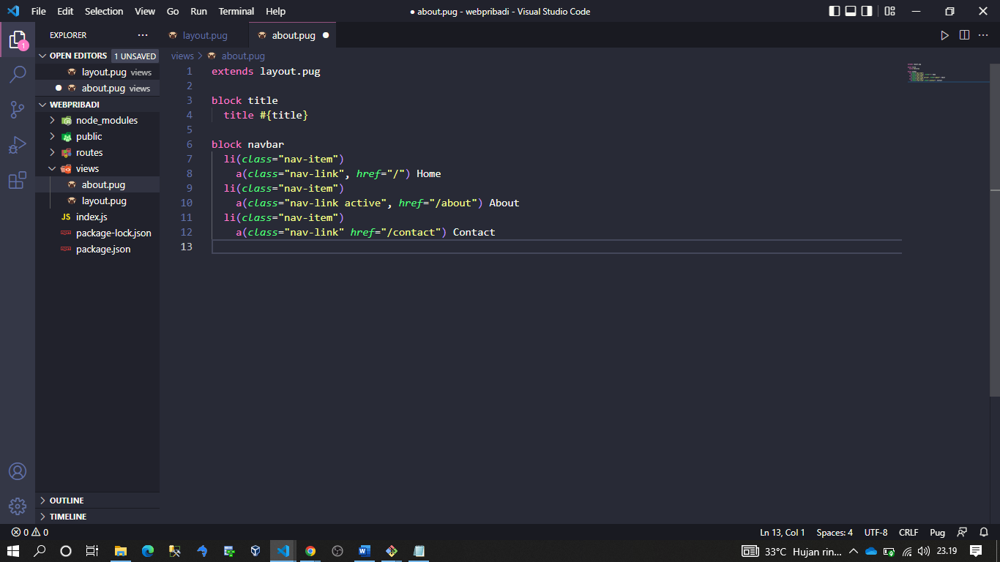 File Edit Selection View Go Run Terminal Help
● about.pug - webpribadi - Visual Studio Code
EXPLORER
layout.pug
about.pug
OPEN EDITORS 1 UNSAVED
layout.pug views
about.pug views
WEBPRIBADI
node_modules
public
routes
views
about.pug
layout.pug
JS index.js
package-lock.json
package.json
OUTLINE
TIMELINE
1
views > about.pug
1 extends layout.pug
2
3 block title
4 title #{title}
5
6 block navbar
7 li(class="nav-item")
8 a(class="nav-link", href="/") Home
9 li(class="nav-item")
10 a(class="nav-link active", href="/about") About
11 li(class="nav-item")
12 a(class="nav-link" href="/contact") Contact
13
0 0
Ln 13, Col 1 Spaces: 4 UTF-8 CRLF Pug
33°C Hujan rin... 23.19